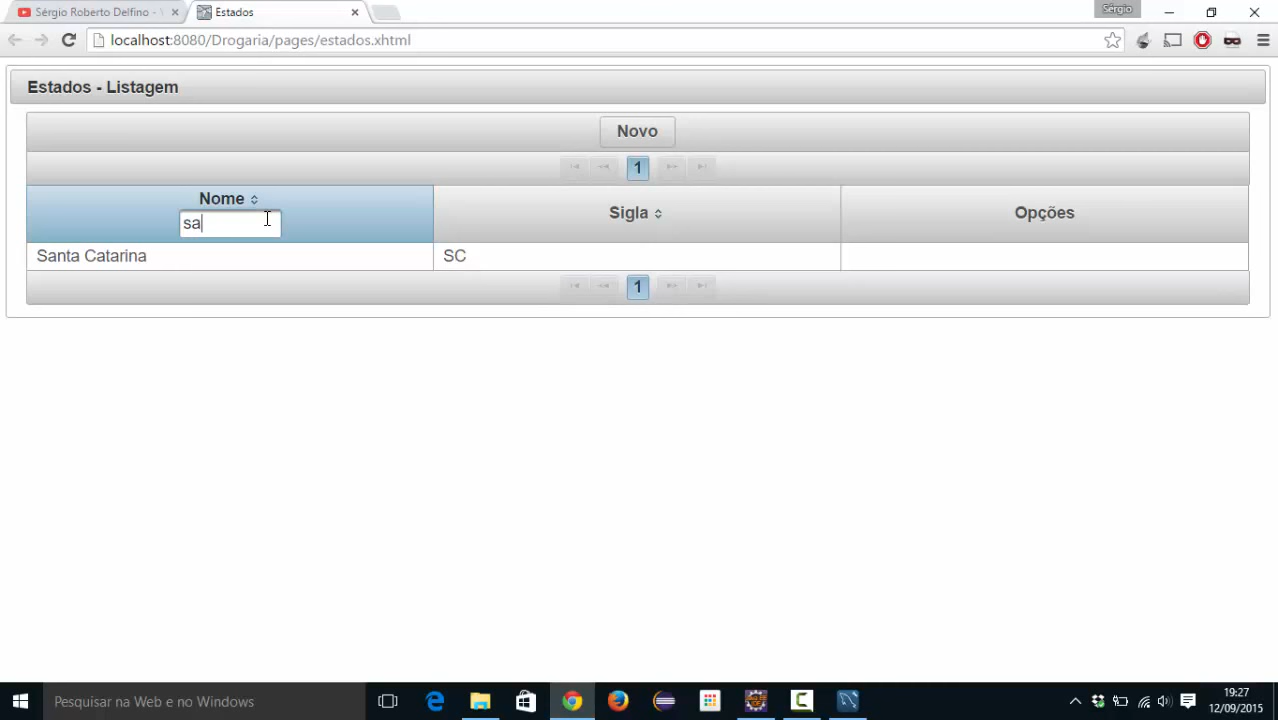 Sérgio Roberto Delfino -
Estados
Sérgio
localhost:8080/Drogaria/pages/estados.xhtml
Estados - Listagem
Novo
1
Nome
sa
Sigla
Opções
Santa Catarina
SC
1
Pesquisar na Web e no Windows
19:27
12/09/2015